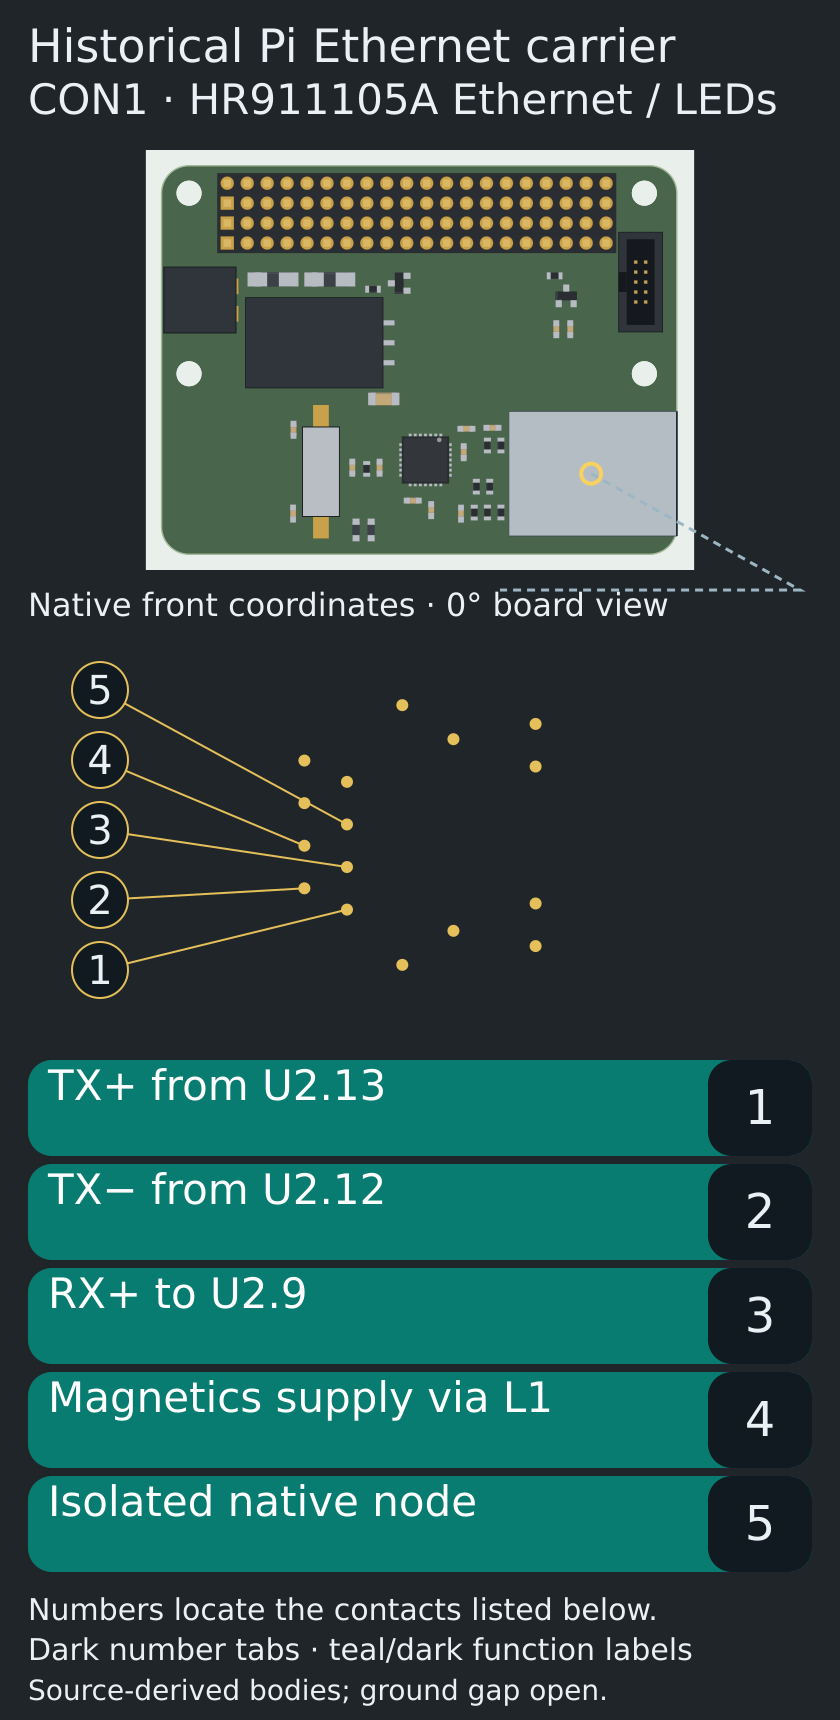 Historical Pi Ethernet carrier
CON1 · HR911105A Ethernet / LEDs
Native front coordinates · 0° board view
5
4
3
2
1
TX+ from U2.13 1
TX− from U2.12 2
RX+ to U2.9 3
Magnetics supply via L1 4
Isolated native node 5
Numbers locate the contacts listed below.
Dark number tabs · teal/dark function labels
Source-derived bodies; ground gap open.